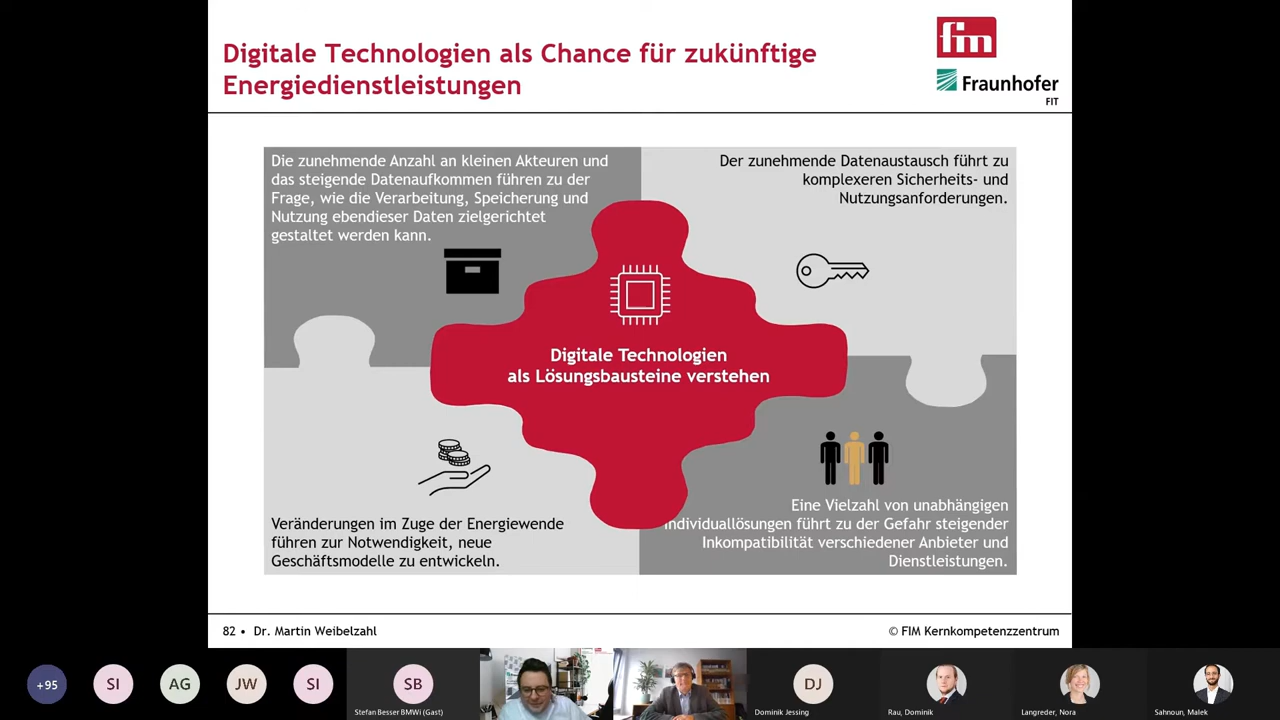 Digitale Technologien als Chance für zukünftige
Energiedienstleistungen
fim
Fraunhofer
FIT
Die zunehmende Anzahl an kleinen Akteuren und
das steigende Datenaufkommen führen zu der
Frage, wie die Verarbeitung, Speicherung und
Nutzung ebendieser Daten zielgerichtet
gestaltet werden kann.
Der zunehmende Datenaustausch führt zu
komplexeren Sicherheits- und
Nutzungsanforderungen.
Digitale Technologien
als Lösungsbausteine verstehen
Veränderungen im Zuge der Energiewende
führen zur Notwendigkeit, neue
Geschäftsmodelle zu entwickeln.
Eine Vielzahl von unabhängigen
Individuallösungen führt zu der Gefahr steigender
Inkompatibilität verschiedener Anbieter und
Dienstleistungen.
82 • Dr. Martin Weibelzahl
© FIM Kernkompetenzzentrum
+95
SI
AG
JW
SI
SB
Stefan Besser BMWi (Gast)
DJ
Dominik Jessing
Rau, Dominik
Langreder, Nora
Sahnoun, Malek